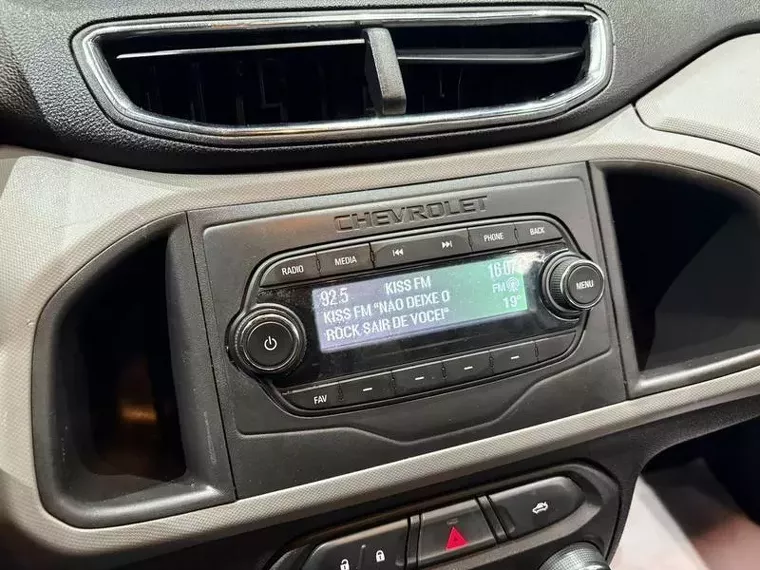 CHEVROLET
RADIO MEDIA PHONE BACK
92.5 KISS FM 16:07
KISS FM "NAO DEIXE O FM
ROCK SAIR DE VOCE!" 19°
MENU
FAV